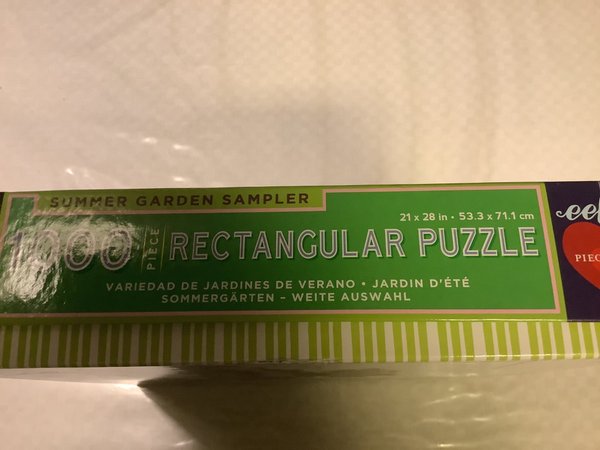 SUMMER GARDEN SAMPLER
21 x 28 in • 53.3 x 71.1 cm
1000 PIECE RECTANGULAR PUZZLE
VARIEDAD DE JARDINES DE VERANO • JARDIN D'ÉTÉ
SOMMERGÄRTEN – WEITE AUSWAHL